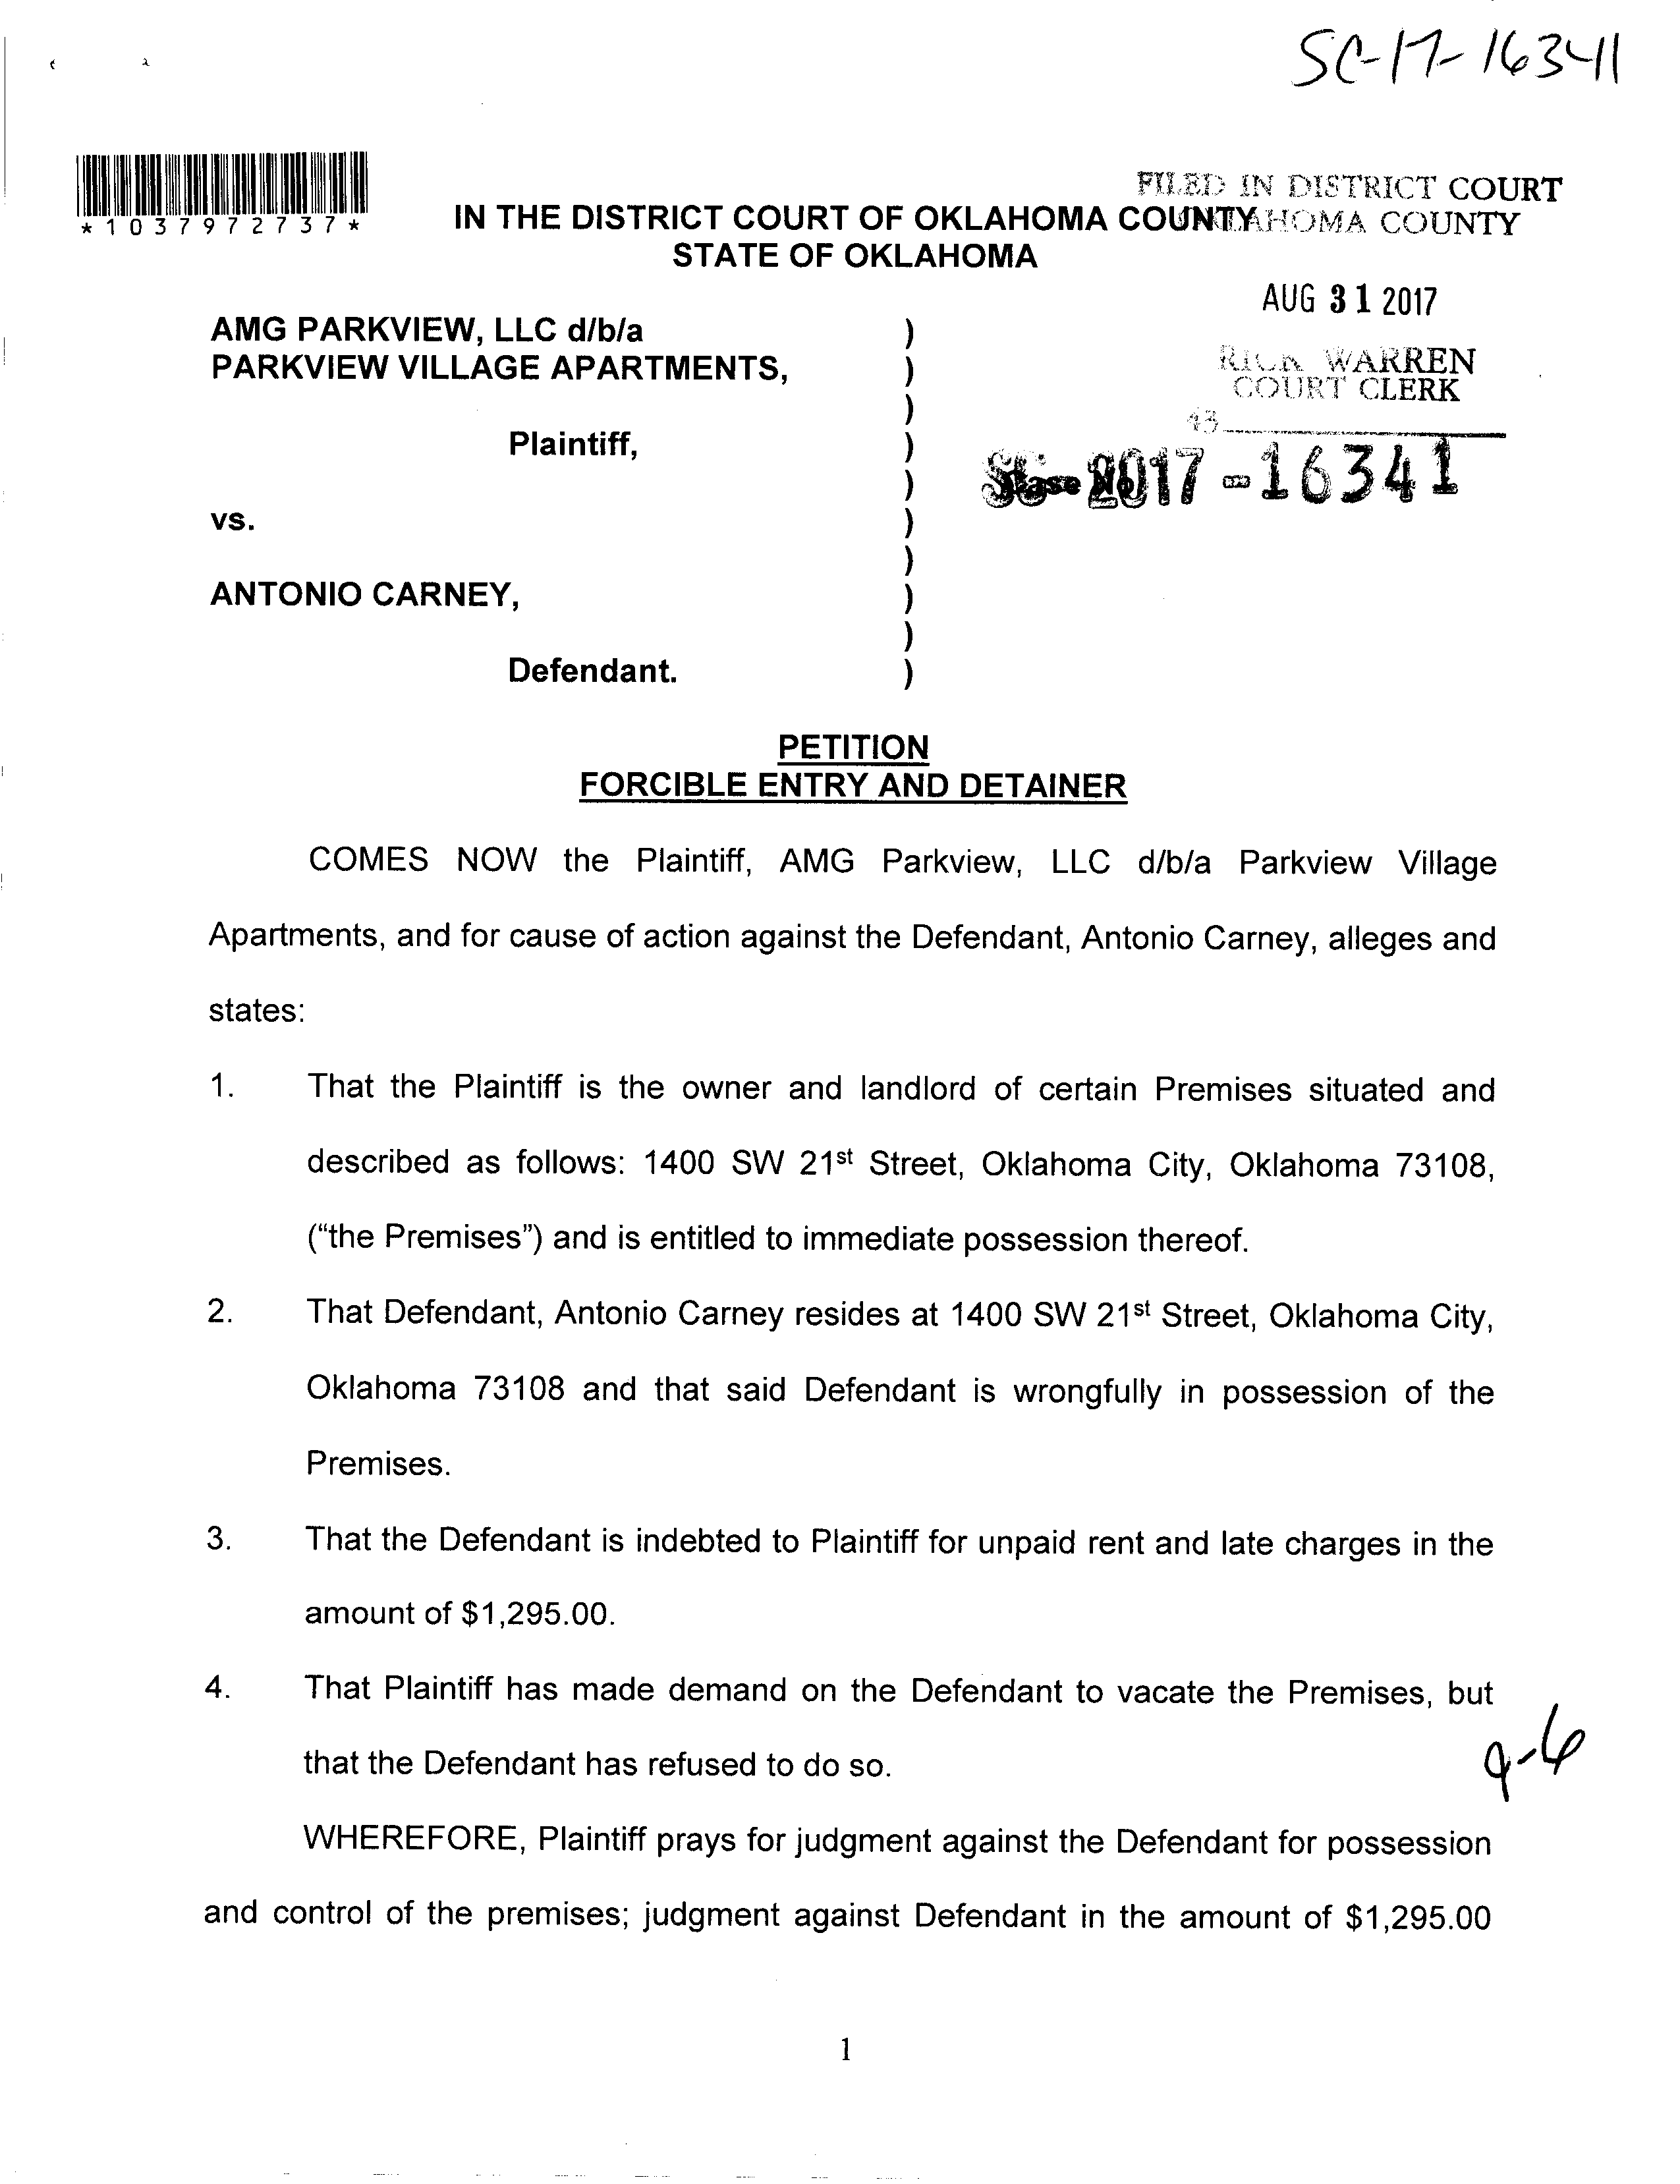 SC-17-16341
*1037972737*
FILED IN DISTRICT COURT
IN THE DISTRICT COURT OF OKLAHOMA COUNTY
OKLAHOMA COUNTY
STATE OF OKLAHOMA
AUG 31 2017
AMG PARKVIEW, LLC d/b/a )
PARKVIEW VILLAGE APARTMENTS, )
RICK WARREN
COURT CLERK
)
43
Plaintiff, )
SC-2017-16341
Case No.
)
vs. )
)
ANTONIO CARNEY, )
)
Defendant. )
PETITION
FORCIBLE ENTRY AND DETAINER
COMES NOW the Plaintiff, AMG Parkview, LLC d/b/a Parkview Village
Apartments, and for cause of action against the Defendant, Antonio Carney, alleges and
states:
1. That the Plaintiff is the owner and landlord of certain Premises situated and
described as follows: 1400 SW 21st Street, Oklahoma City, Oklahoma 73108,
("the Premises") and is entitled to immediate possession thereof.
2. That Defendant, Antonio Carney resides at 1400 SW 21st Street, Oklahoma City,
Oklahoma 73108 and that said Defendant is wrongfully in possession of the
Premises.
3. That the Defendant is indebted to Plaintiff for unpaid rent and late charges in the
amount of $1,295.00.
4. That Plaintiff has made demand on the Defendant to vacate the Premises, but
that the Defendant has refused to do so.
9-6
WHEREFORE, Plaintiff prays for judgment against the Defendant for possession
and control of the premises; judgment against Defendant in the amount of $1,295.00
1